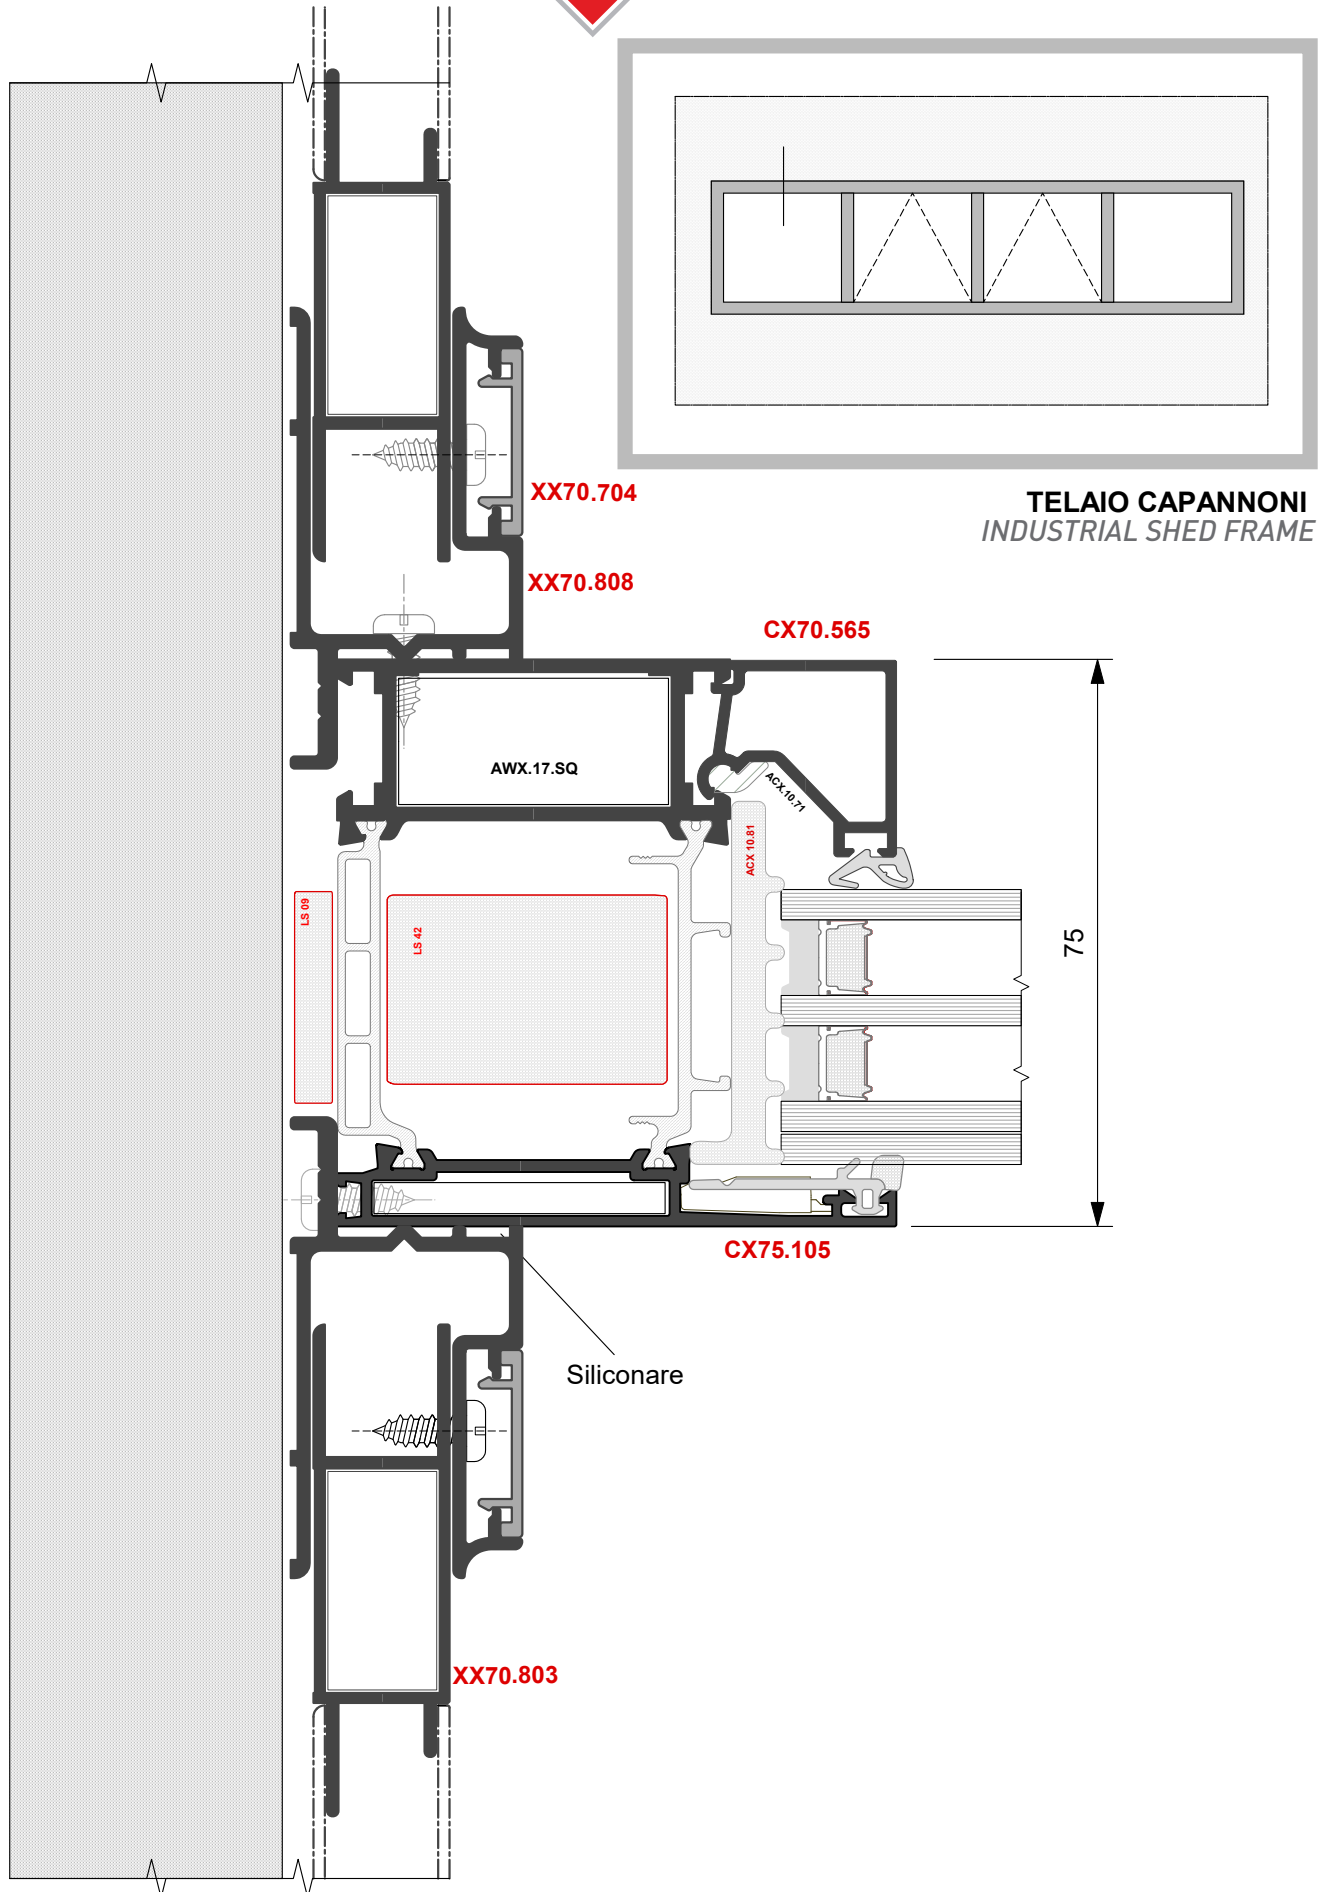 XX70.704
TELAIO CAPANNONI
INDUSTRIAL SHED FRAME
XX70.808
CX70.565
AWX.17.SQ
ACX.10.71
ACX 10.81
LS 09
LS 42
75
CX75.105
Siliconare
XX70.803